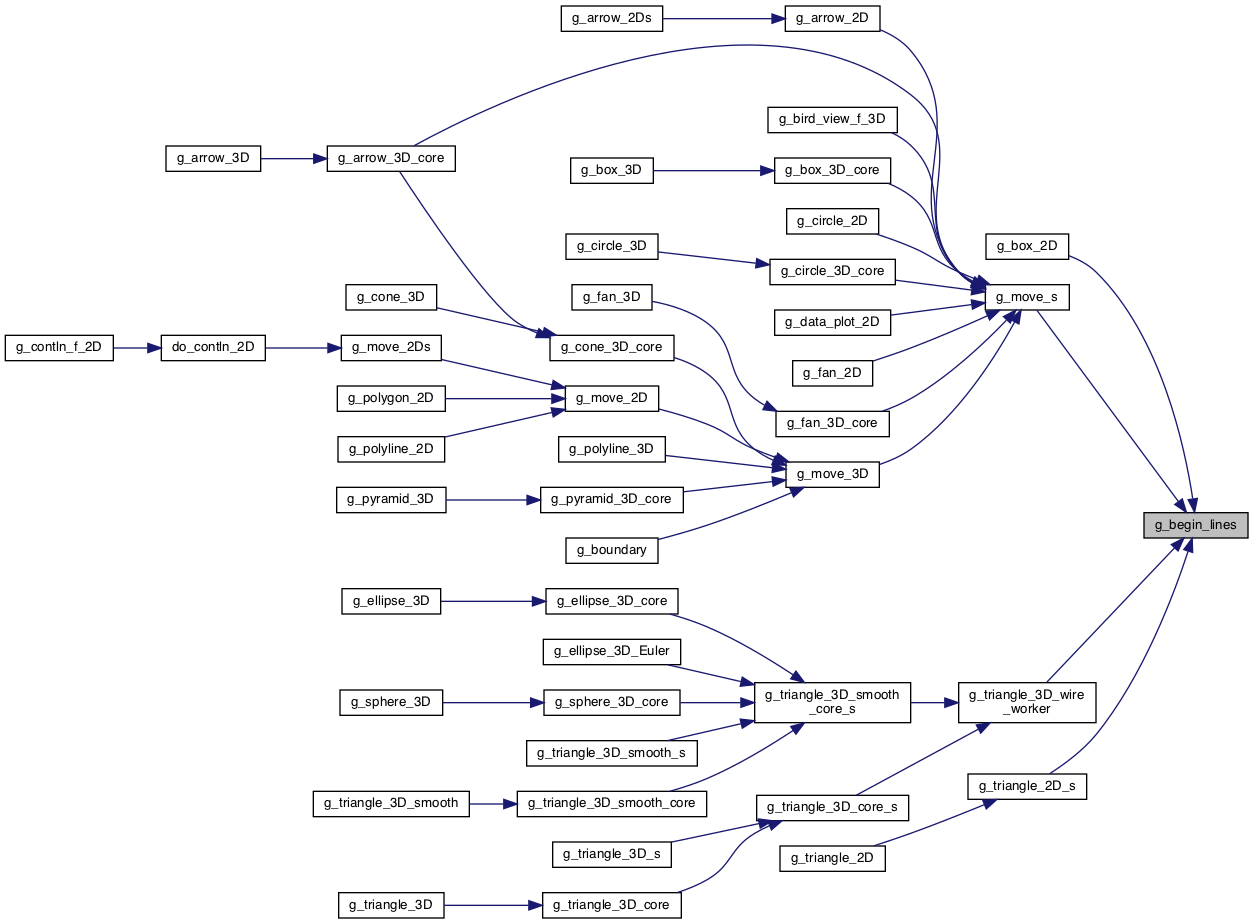 g_arrow_2Ds
g_arrow_2D
g_bird_view_f_3D
g_arrow_3D
g_arrow_3D_core
g_box_3D
g_box_3D_core
g_circle_2D
g_circle_3D
g_box_2D
g_circle_3D_core
g_cone_3D
g_fan_3D
g_move_s
g_data_plot_2D
g_contln_f_2D
do_contln_2D
g_move_2Ds
g_cone_3D_core
g_fan_2D
g_polygon_2D
g_move_2D
g_fan_3D_core
g_polyline_2D
g_polyline_3D
g_move_3D
g_pyramid_3D
g_pyramid_3D_core
g_begin_lines
g_boundary
g_ellipse_3D
g_ellipse_3D_core
g_ellipse_3D_Euler
g_sphere_3D
g_sphere_3D_core
g_triangle_3D_smooth
_core_s
g_triangle_3D_wire
_worker
g_triangle_3D_smooth_s
g_triangle_2D_s
g_triangle_3D_smooth
g_triangle_3D_smooth_core
g_triangle_3D_core_s
g_triangle_3D_s
g_triangle_2D
g_triangle_3D
g_triangle_3D_core